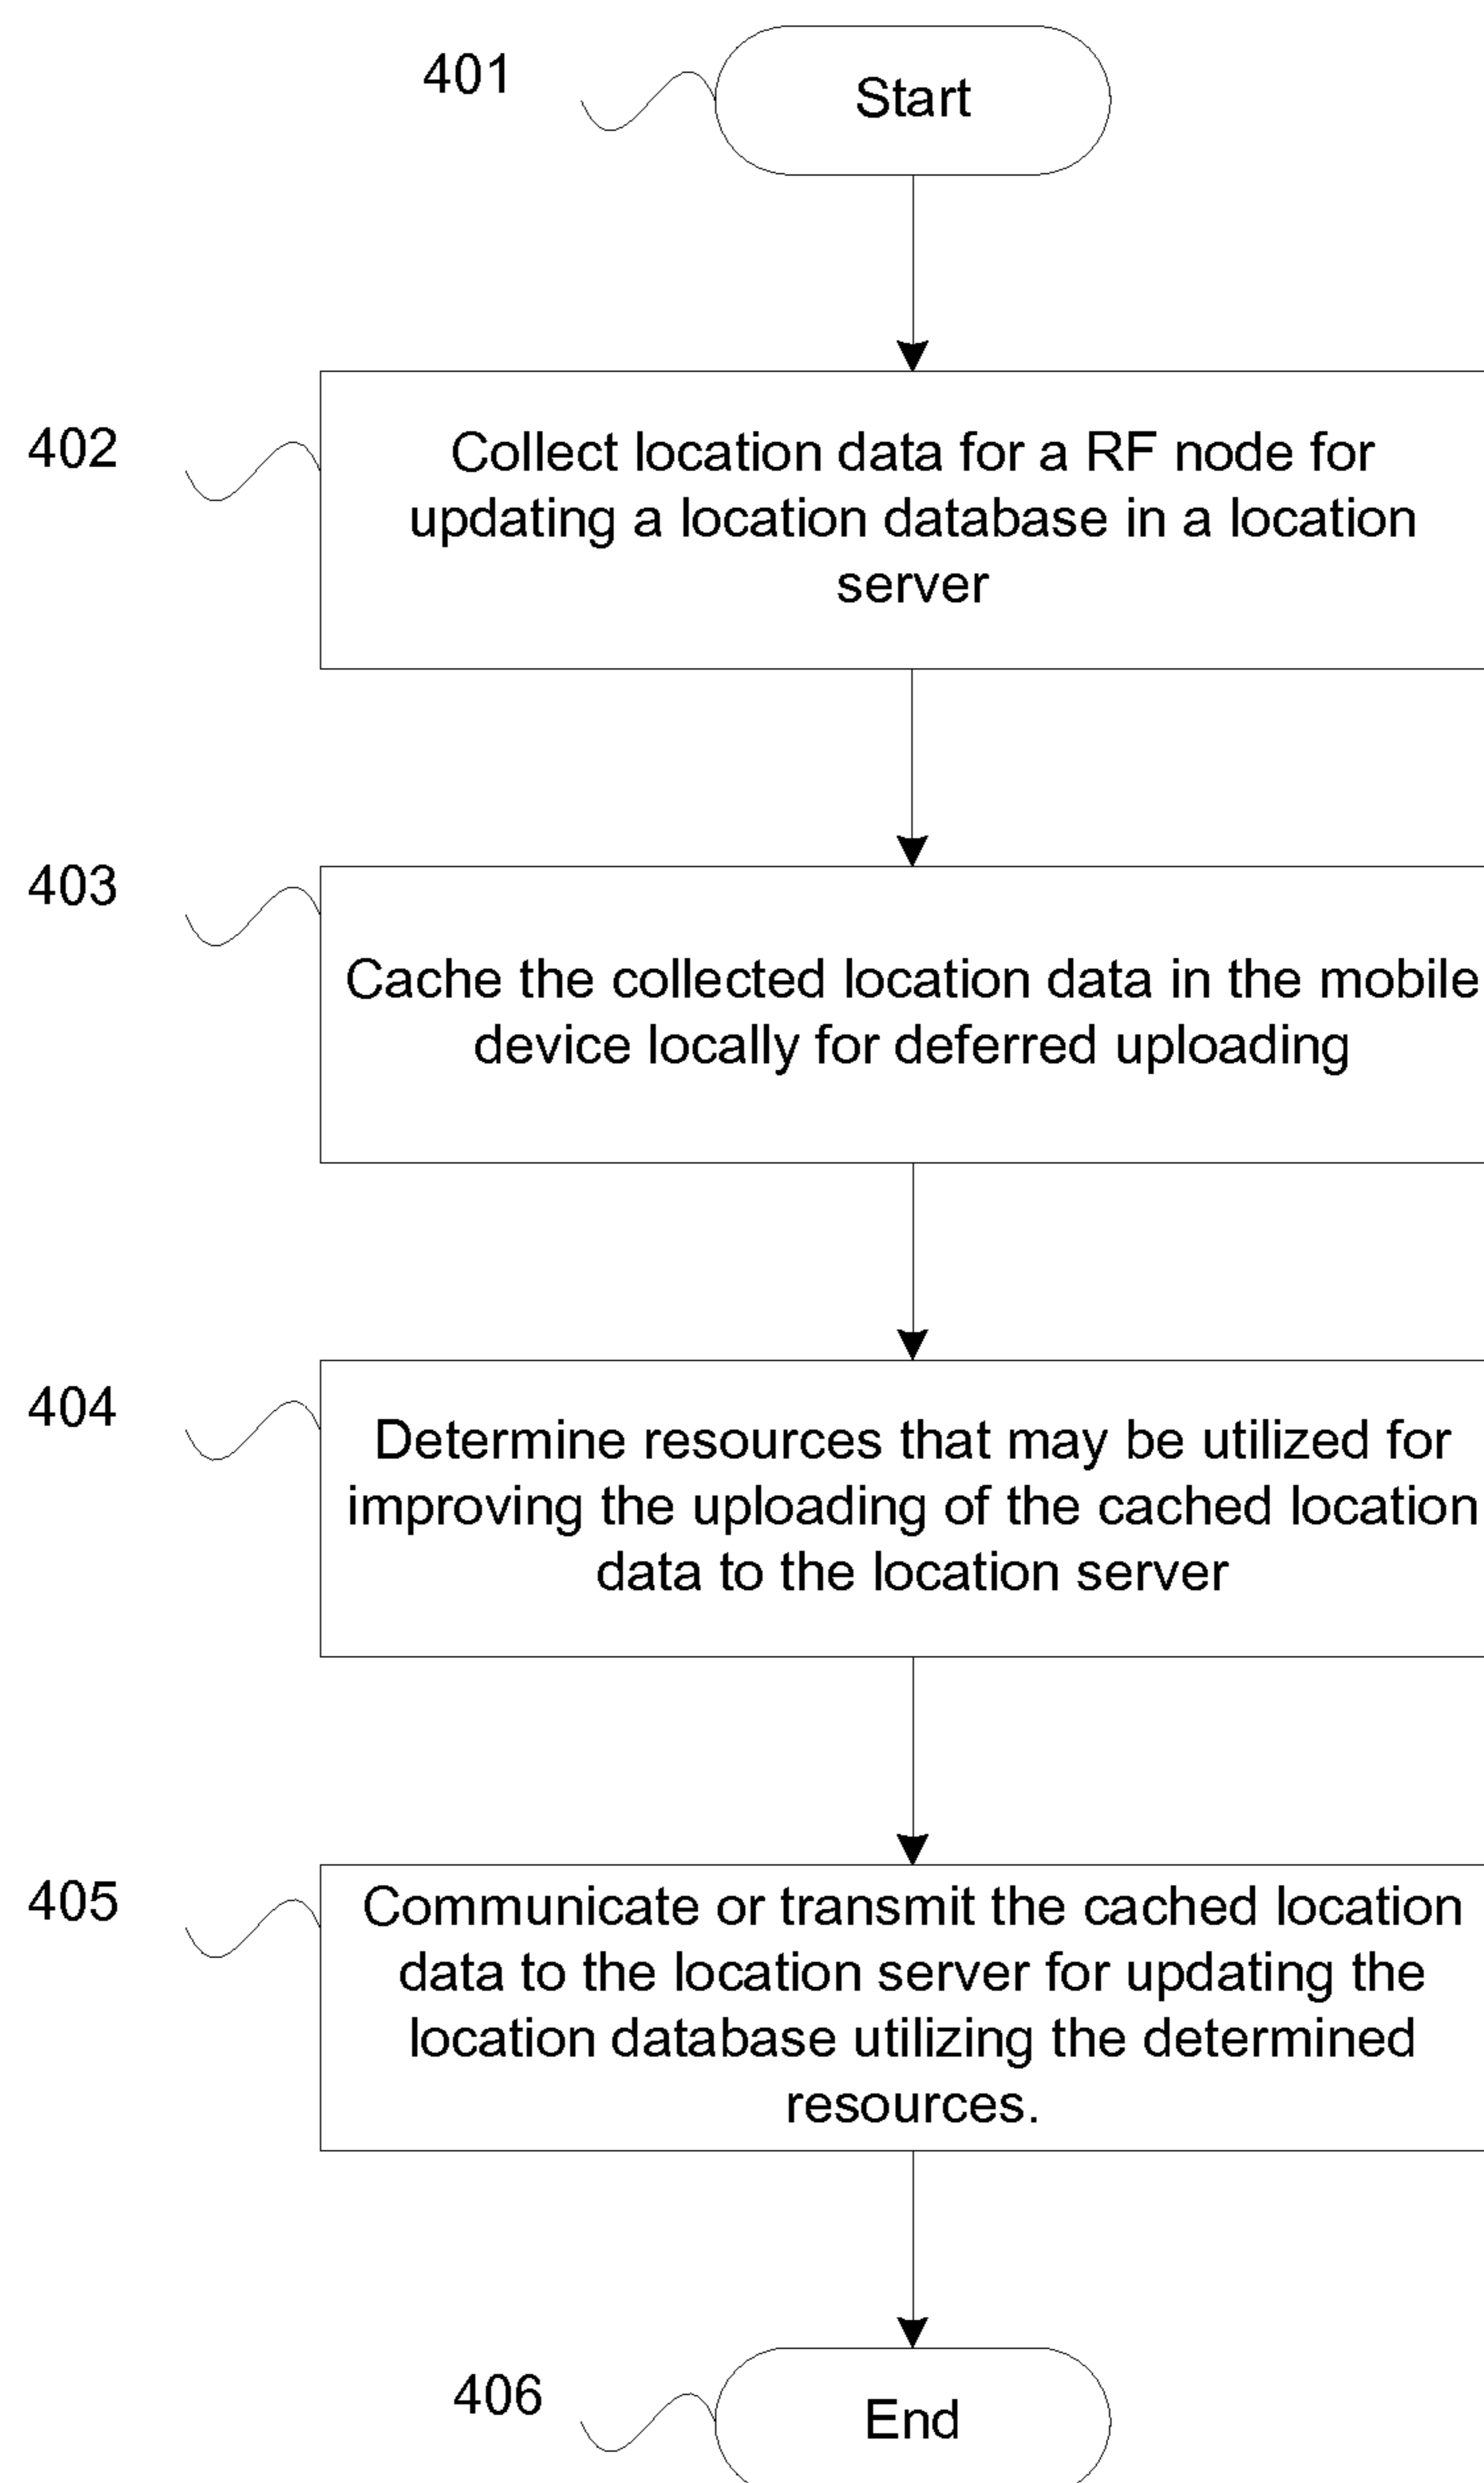 401
Start
402
Collect location data for a RF node for
updating a location database in a location
server
403
Cache the collected location data in the mobile
device locally for deferred uploading
404
Determine resources that may be utilized for
improving the uploading of the cached location
data to the location server
405
Communicate or transmit the cached location
data to the location server for updating the
location database utilizing the determined
resources.
406
End